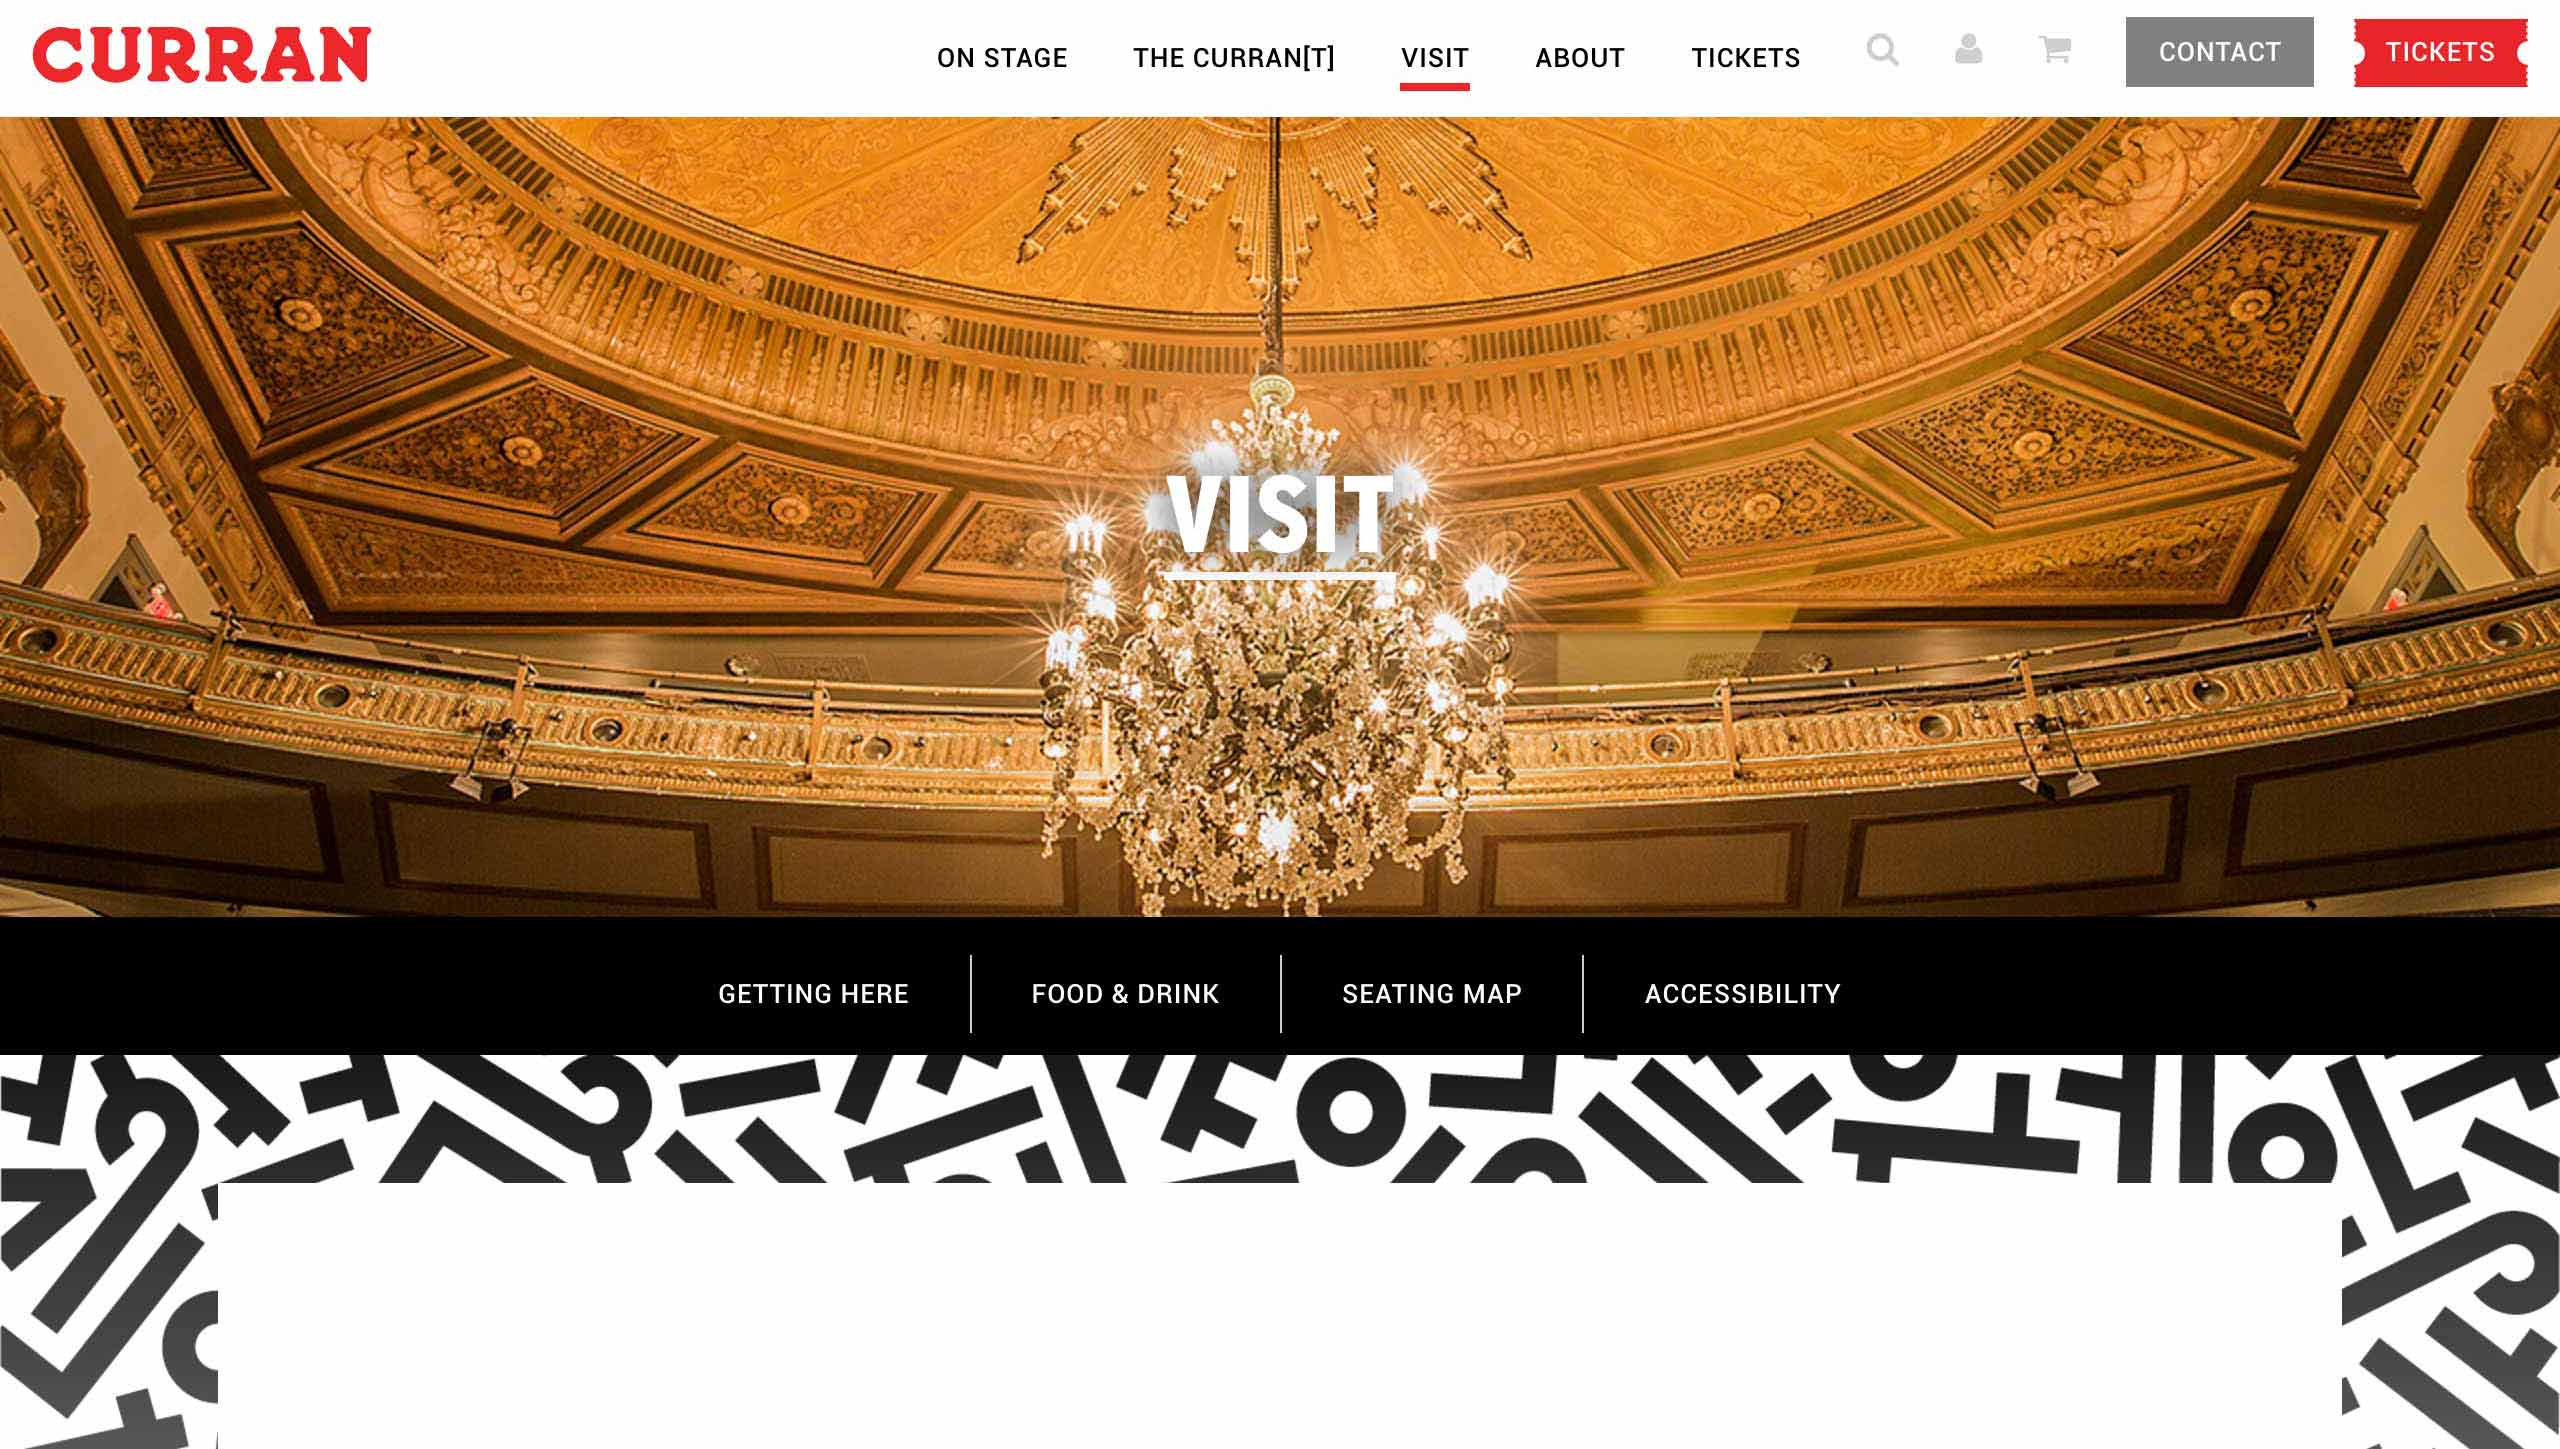 CURRAN
ON STAGE THE CURRAN[T] VISIT ABOUT TICKETS CONTACT TICKETS
VISIT
GETTING HERE FOOD & DRINK SEATING MAP ACCESSIBILITY